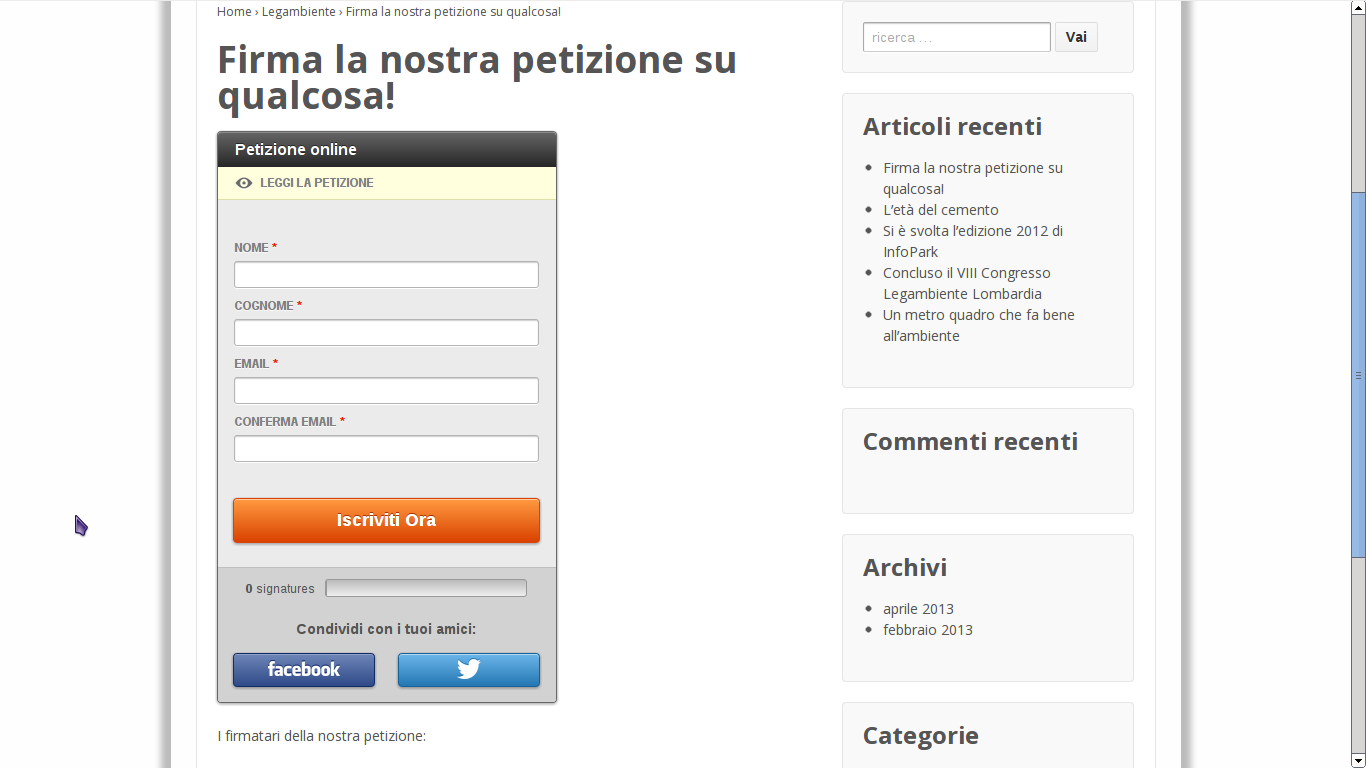 Home › Legambiente › Firma la nostra petizione su qualcosa!
Firma la nostra petizione su
qualcosa!
Petizione online
LEGGI LA PETIZIONE
NOME *
COGNOME *
EMAIL *
CONFERMA EMAIL *
Iscriviti Ora
0 signatures
Condividi con i tuoi amici:
facebook
I firmatari della nostra petizione:
ricerca …
Vai
Articoli recenti
Firma la nostra petizione su
qualcosa!
L’età del cemento
Si è svolta l’edizione 2012 di
InfoPark
Concluso il VIII Congresso
Legambiente Lombardia
Un metro quadro che fa bene
all’ambiente
Commenti recenti
Archivi
aprile 2013
febbraio 2013
Categorie